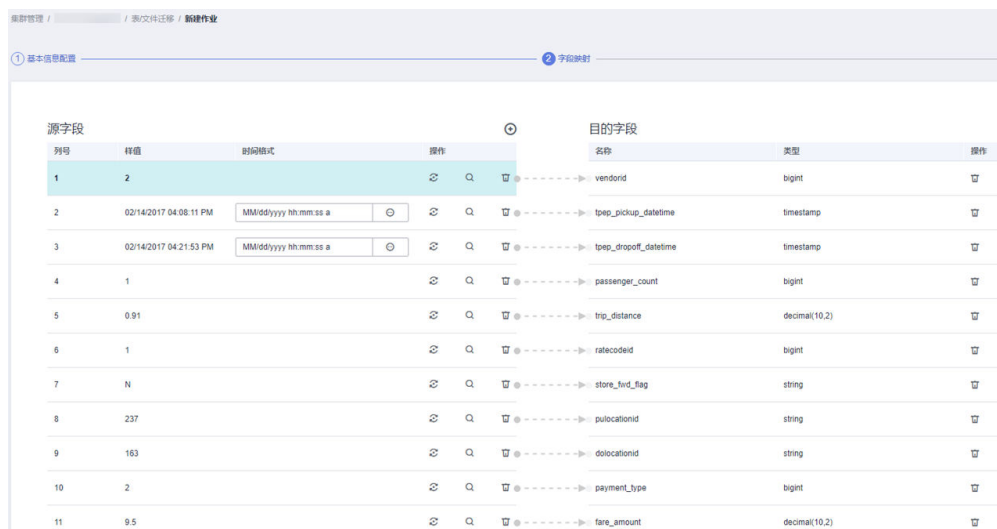 集群管理 / / 表/文件迁移 / 新建作业
1 基本信息配置 2 字段映射
源字段 目的字段
列号 样值 时间格式 操作 名称 类型 操作
1 2 vendorid bigint
2 02/14/2017 04:08:11 PM MM/dd/yyyy hh:mm:ss a tpep_pickup_datetime timestamp
3 02/14/2017 04:21:53 PM MM/dd/yyyy hh:mm:ss a tpep_dropoff_datetime timestamp
4 1 passenger_count bigint
5 0.91 trip_distance decimal(10,2)
6 1 ratecodeid bigint
7 N store_fwd_flag string
8 237 pulocationid string
9 163 dolocationid string
10 2 payment_type bigint
11 9.5 fare_amount decimal(10,2)